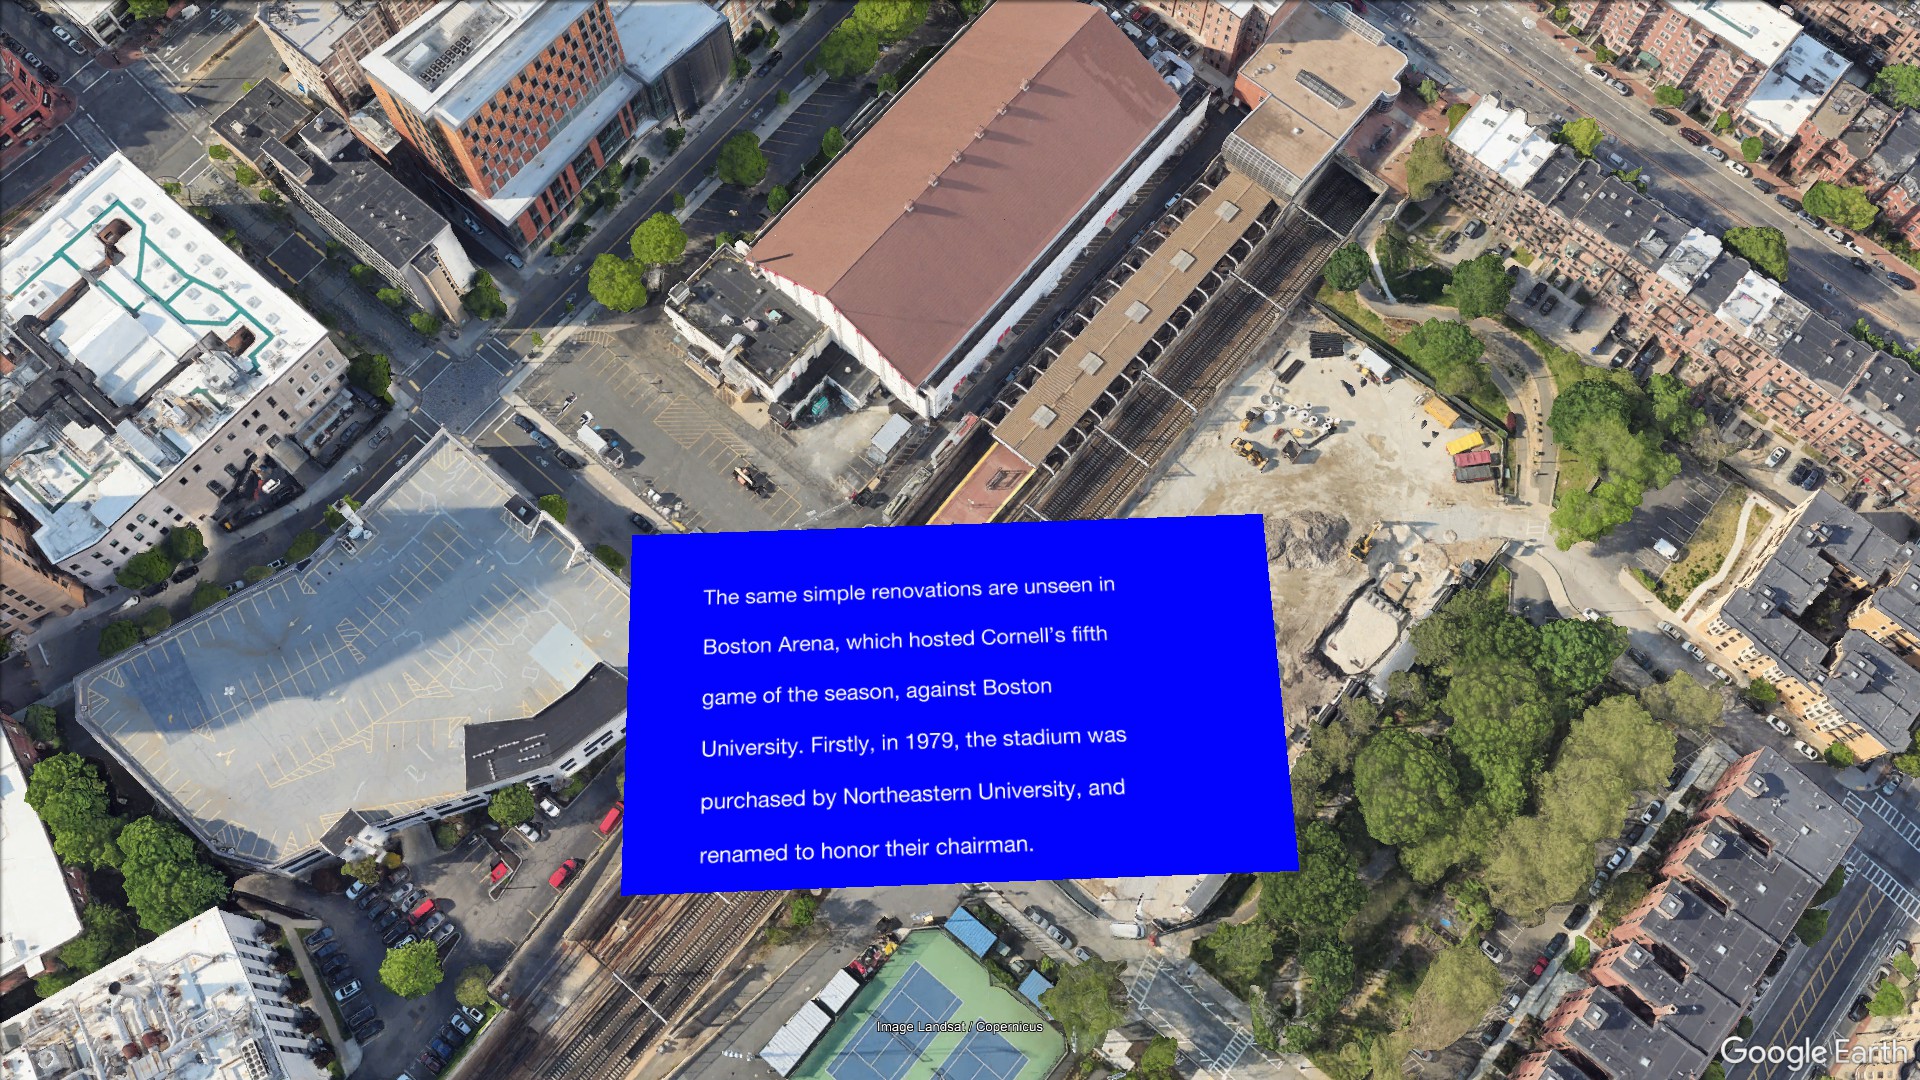 The same simple renovations are unseen in
Boston Arena, which hosted Cornell’s fifth
game of the season, against Boston
University. Firstly, in 1979, the stadium was
purchased by Northeastern University, and
renamed to honor their chairman.
Image Landsat / Copernicus
Google Earth